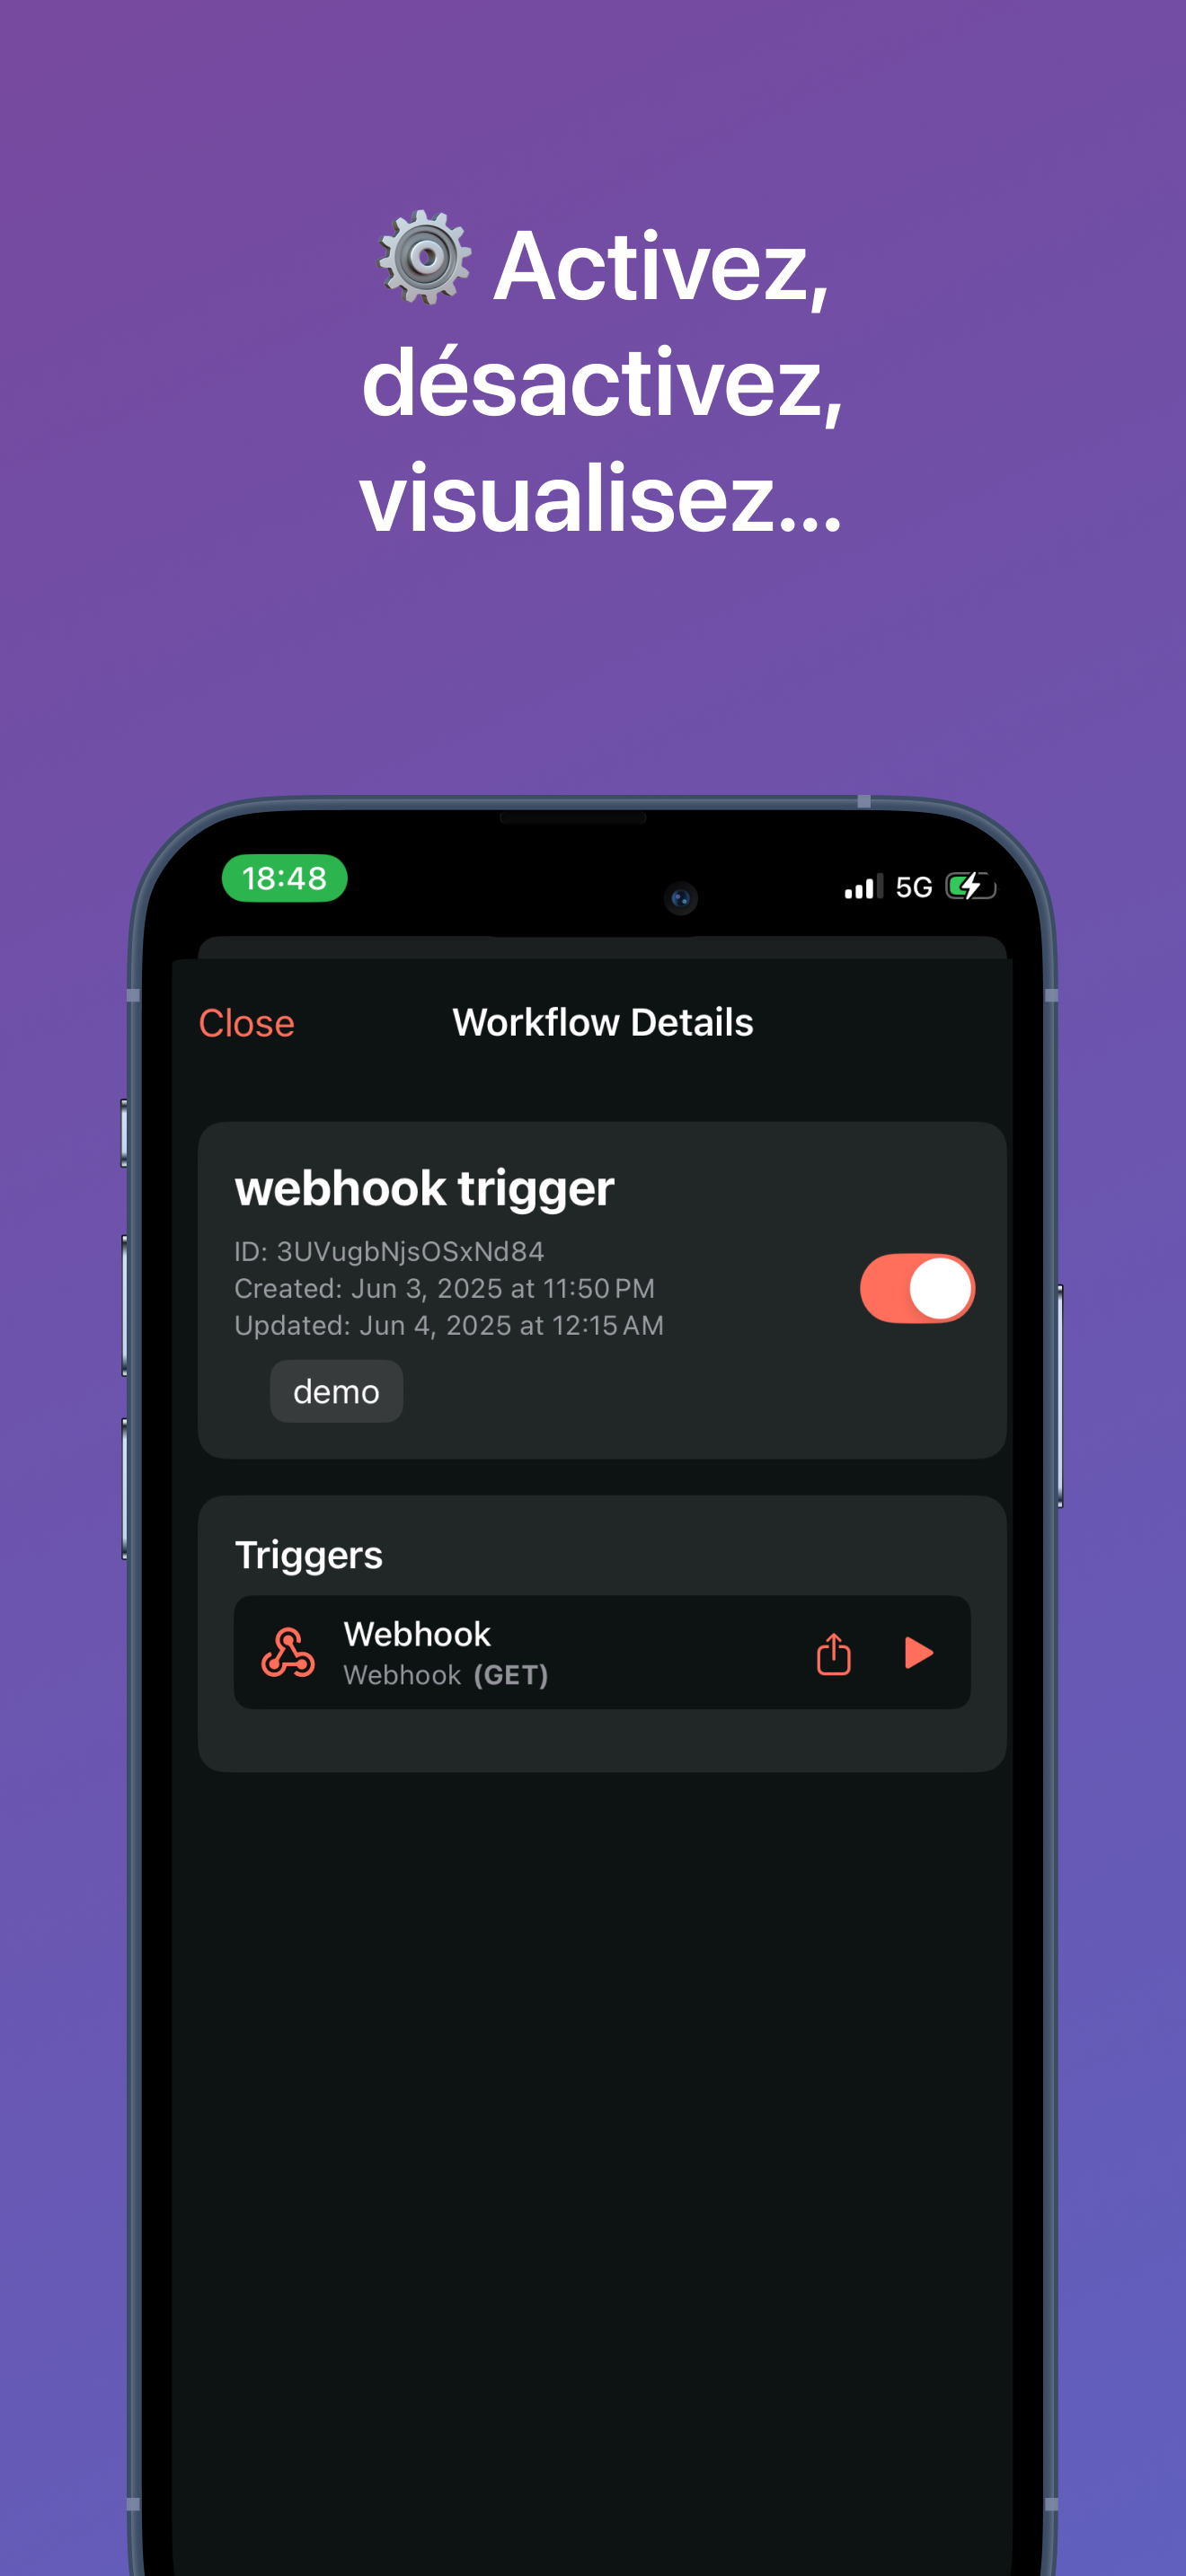 ⚙️ Activez,
désactivez,
visualisez...
18:48
5G
Close
Workflow Details
webhook trigger
ID: 3UVugbNjsOSxNd84
Created: Jun 3, 2025 at 11:50 PM
Updated: Jun 4, 2025 at 12:15 AM
demo
Triggers
Webhook
Webhook (GET)